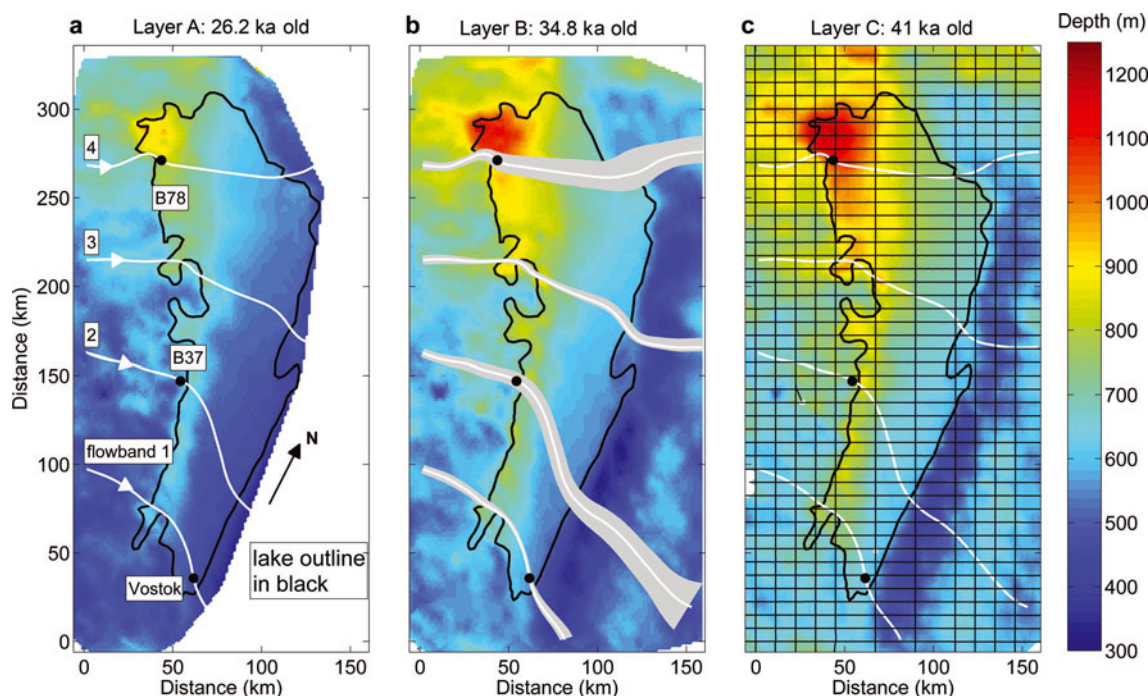 a Layer A: 26.2 ka old
b Layer B: 34.8 ka old
c Layer C: 41 ka old
Depth (m)
300
250
200
150
100
50
0
Distance (km)
4
B78
3
2
B37
flowband 1
N
Vostok
lake outline
in black
0 50 100 150
Distance (km)
0 50 100 150
Distance (km)
0 50 100 150
Distance (km)
1200
1100
1000
900
800
700
600
500
400
300